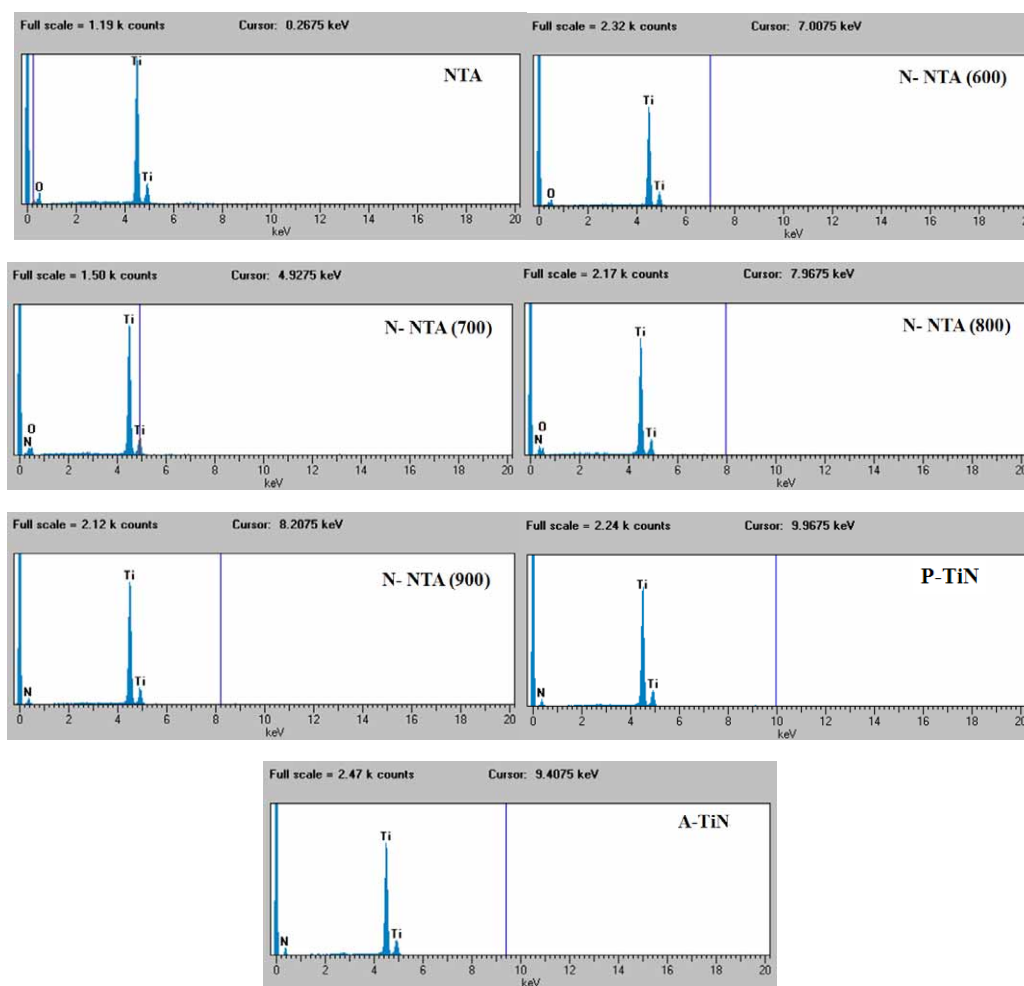 Full scale = 1.19 k counts Cursor: 0.2675 keV
NTA
Ti
Ti
O
0 2 4 6 8 10 12 14 16 18 20
keV
Full scale = 2.32 k counts Cursor: 7.0075 keV
N- NTA (600)
Ti
Ti
O
0 2 4 6 8 10 12 14 16 18
keV
Full scale = 1.50 k counts Cursor: 4.9275 keV
N- NTA (700)
Ti
O
Ti
N
0 2 4 6 8 10 12 14 16 18 20
keV
Full scale = 2.17 k counts Cursor: 7.9675 keV
N- NTA (800)
Ti
O
Ti
N
0 2 4 6 8 10 12 14 16 18 20
keV
Full scale = 2.12 k counts Cursor: 8.2075 keV
N- NTA (900)
Ti
Ti
N
0 2 4 6 8 10 12 14 16 18 20
keV
Full scale = 2.24 k counts Cursor: 9.9675 keV
P-TiN
Ti
Ti
N
0 2 4 6 8 10 12 14 16 18 20
keV
Full scale = 2.47 k counts Cursor: 9.4075 keV
A-TiN
Ti
Ti
N
0 2 4 6 8 10 12 14 16 18 20
keV